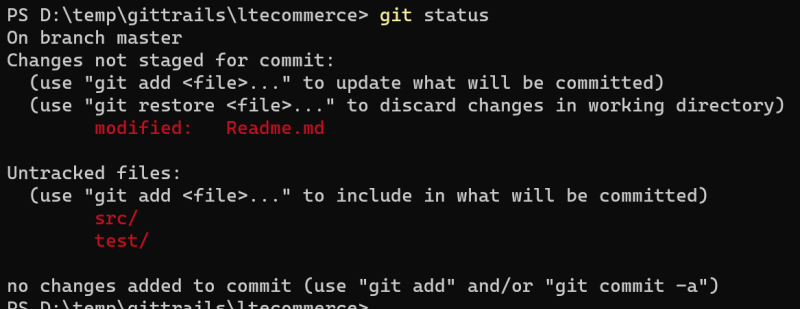 PS D:\temp\gittrails\ltecommerce> git status
On branch master
Changes not staged for commit:
  (use "git add <file>..." to update what will be committed)
  (use "git restore <file>..." to discard changes in working directory)
        modified:   Readme.md

Untracked files:
  (use "git add <file>..." to include in what will be committed)
        src/
        test/

no changes added to commit (use "git add" and/or "git commit -a")
PS D:\temp\gittrails\ltecommerce>